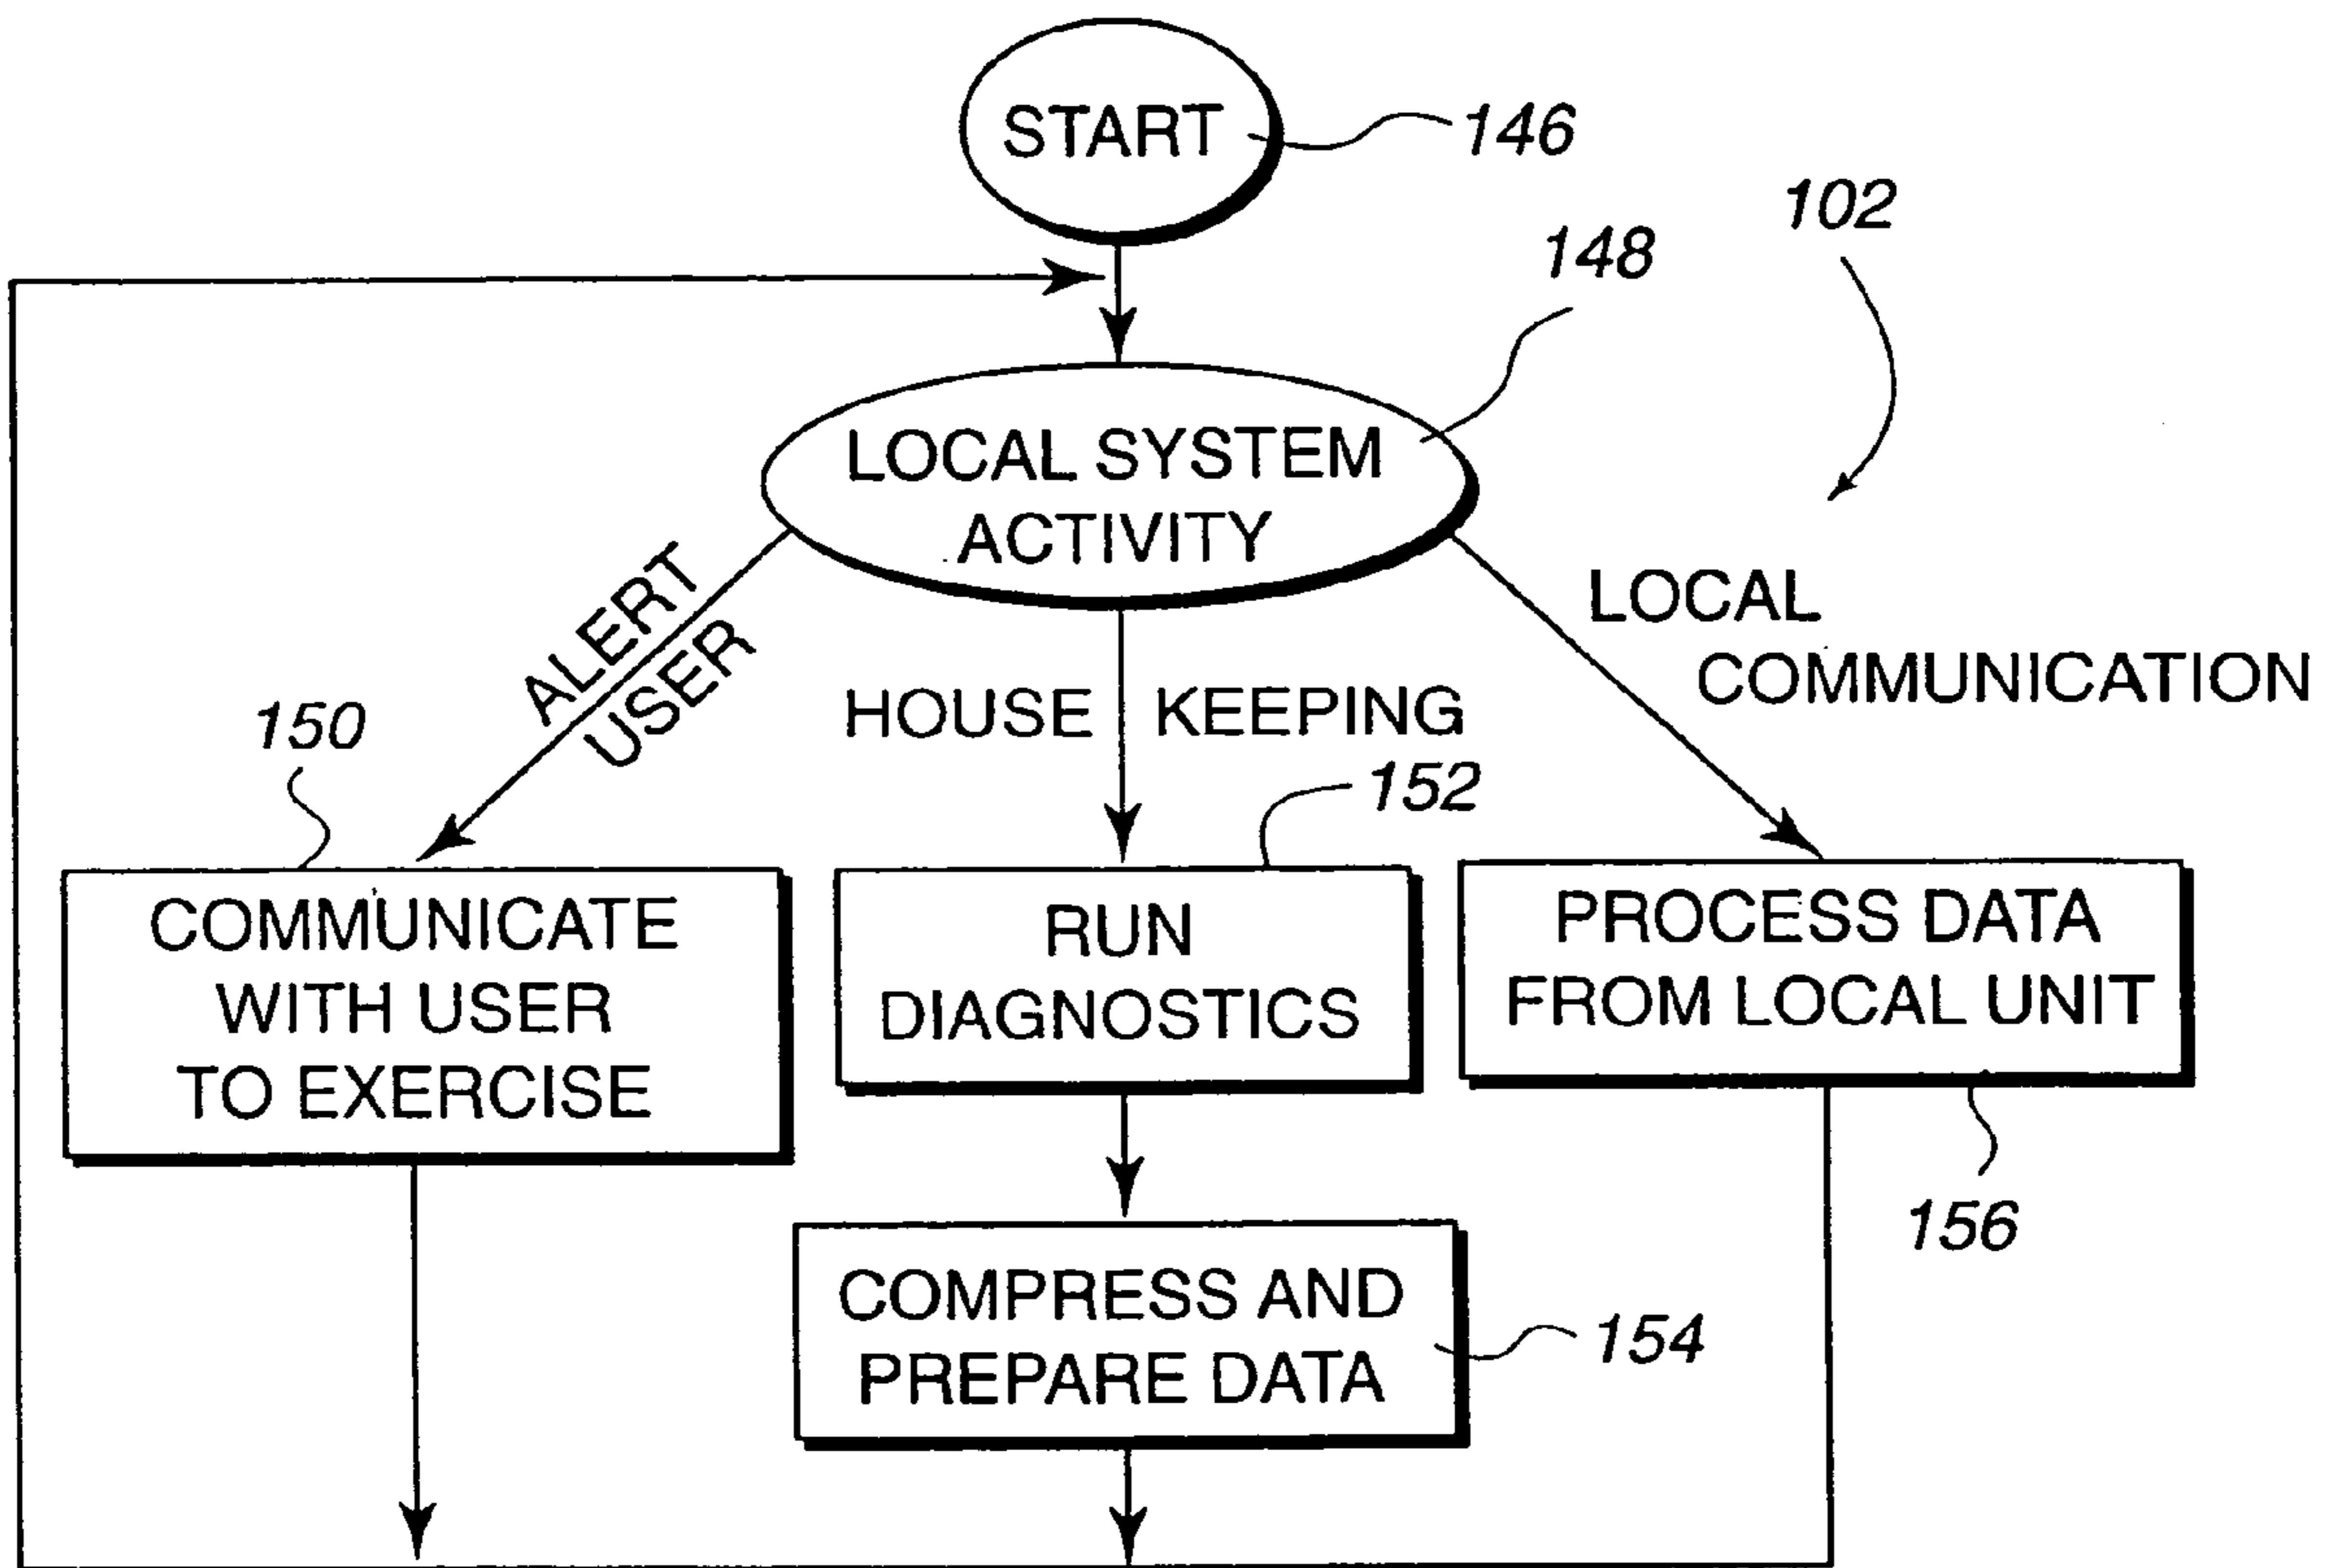 START
146
102
148
LOCAL SYSTEM
ACTIVITY
ALERT
USER
HOUSE KEEPING
LOCAL
COMMUNICATION
150
152
COMMUNICATE
WITH USER
TO EXERCISE
RUN
DIAGNOSTICS
PROCESS DATA
FROM LOCAL UNIT
156
COMPRESS AND
PREPARE DATA
154